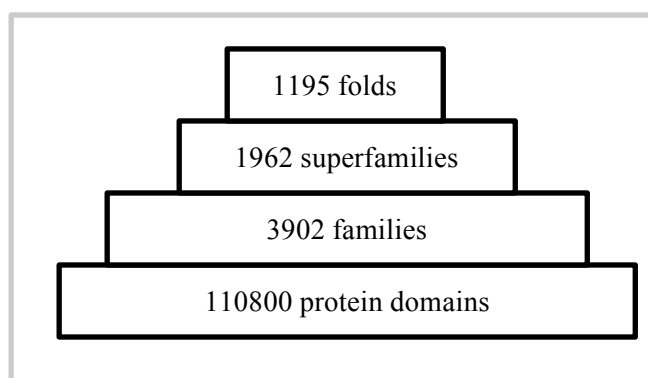 1195 folds
1962 superfamilies
3902 families
110800 protein domains